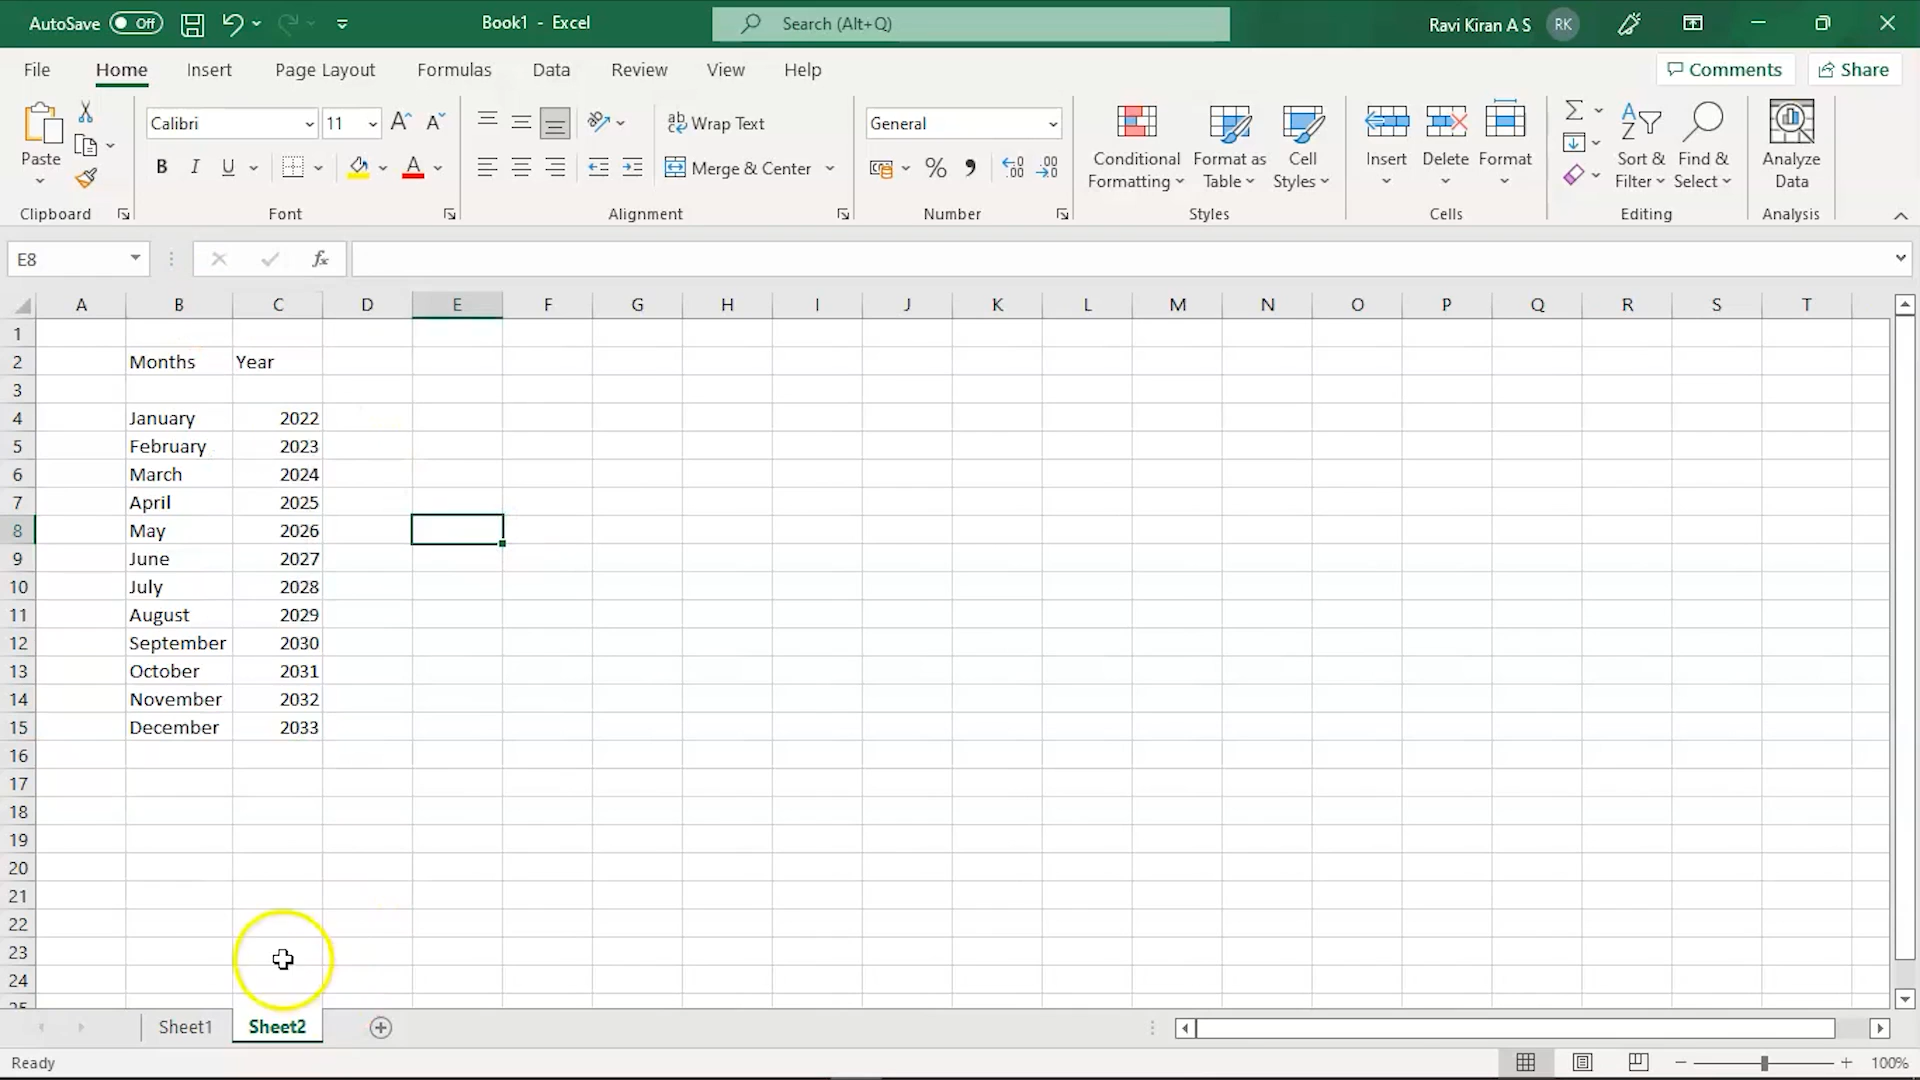 AutoSave Off Book1 - Excel Search (Alt+Q) Ravi Kiran A S RK
File Home Insert Page Layout Formulas Data Review View Help Comments Share
Calibri 11 Wrap Text General
Paste B I U Merge & Center % Conditional Formatting Format as Table Cell Styles Insert Delete Format Sort & Filter Find & Select Analyze Data
Clipboard Font Alignment Number Styles Cells Editing Analysis
E8 fx
A B C D E F G H I J K L M N O P Q R S T
1
2 Months Year
3
4 January 2022
5 February 2023
6 March 2024
7 April 2025
8 May 2026
9 June 2027
10 July 2028
11 August 2029
12 September 2030
13 October 2031
14 November 2032
15 December 2033
16
17
18
19
20
21
22
23
24
25
Sheet1 Sheet2
Ready 100%